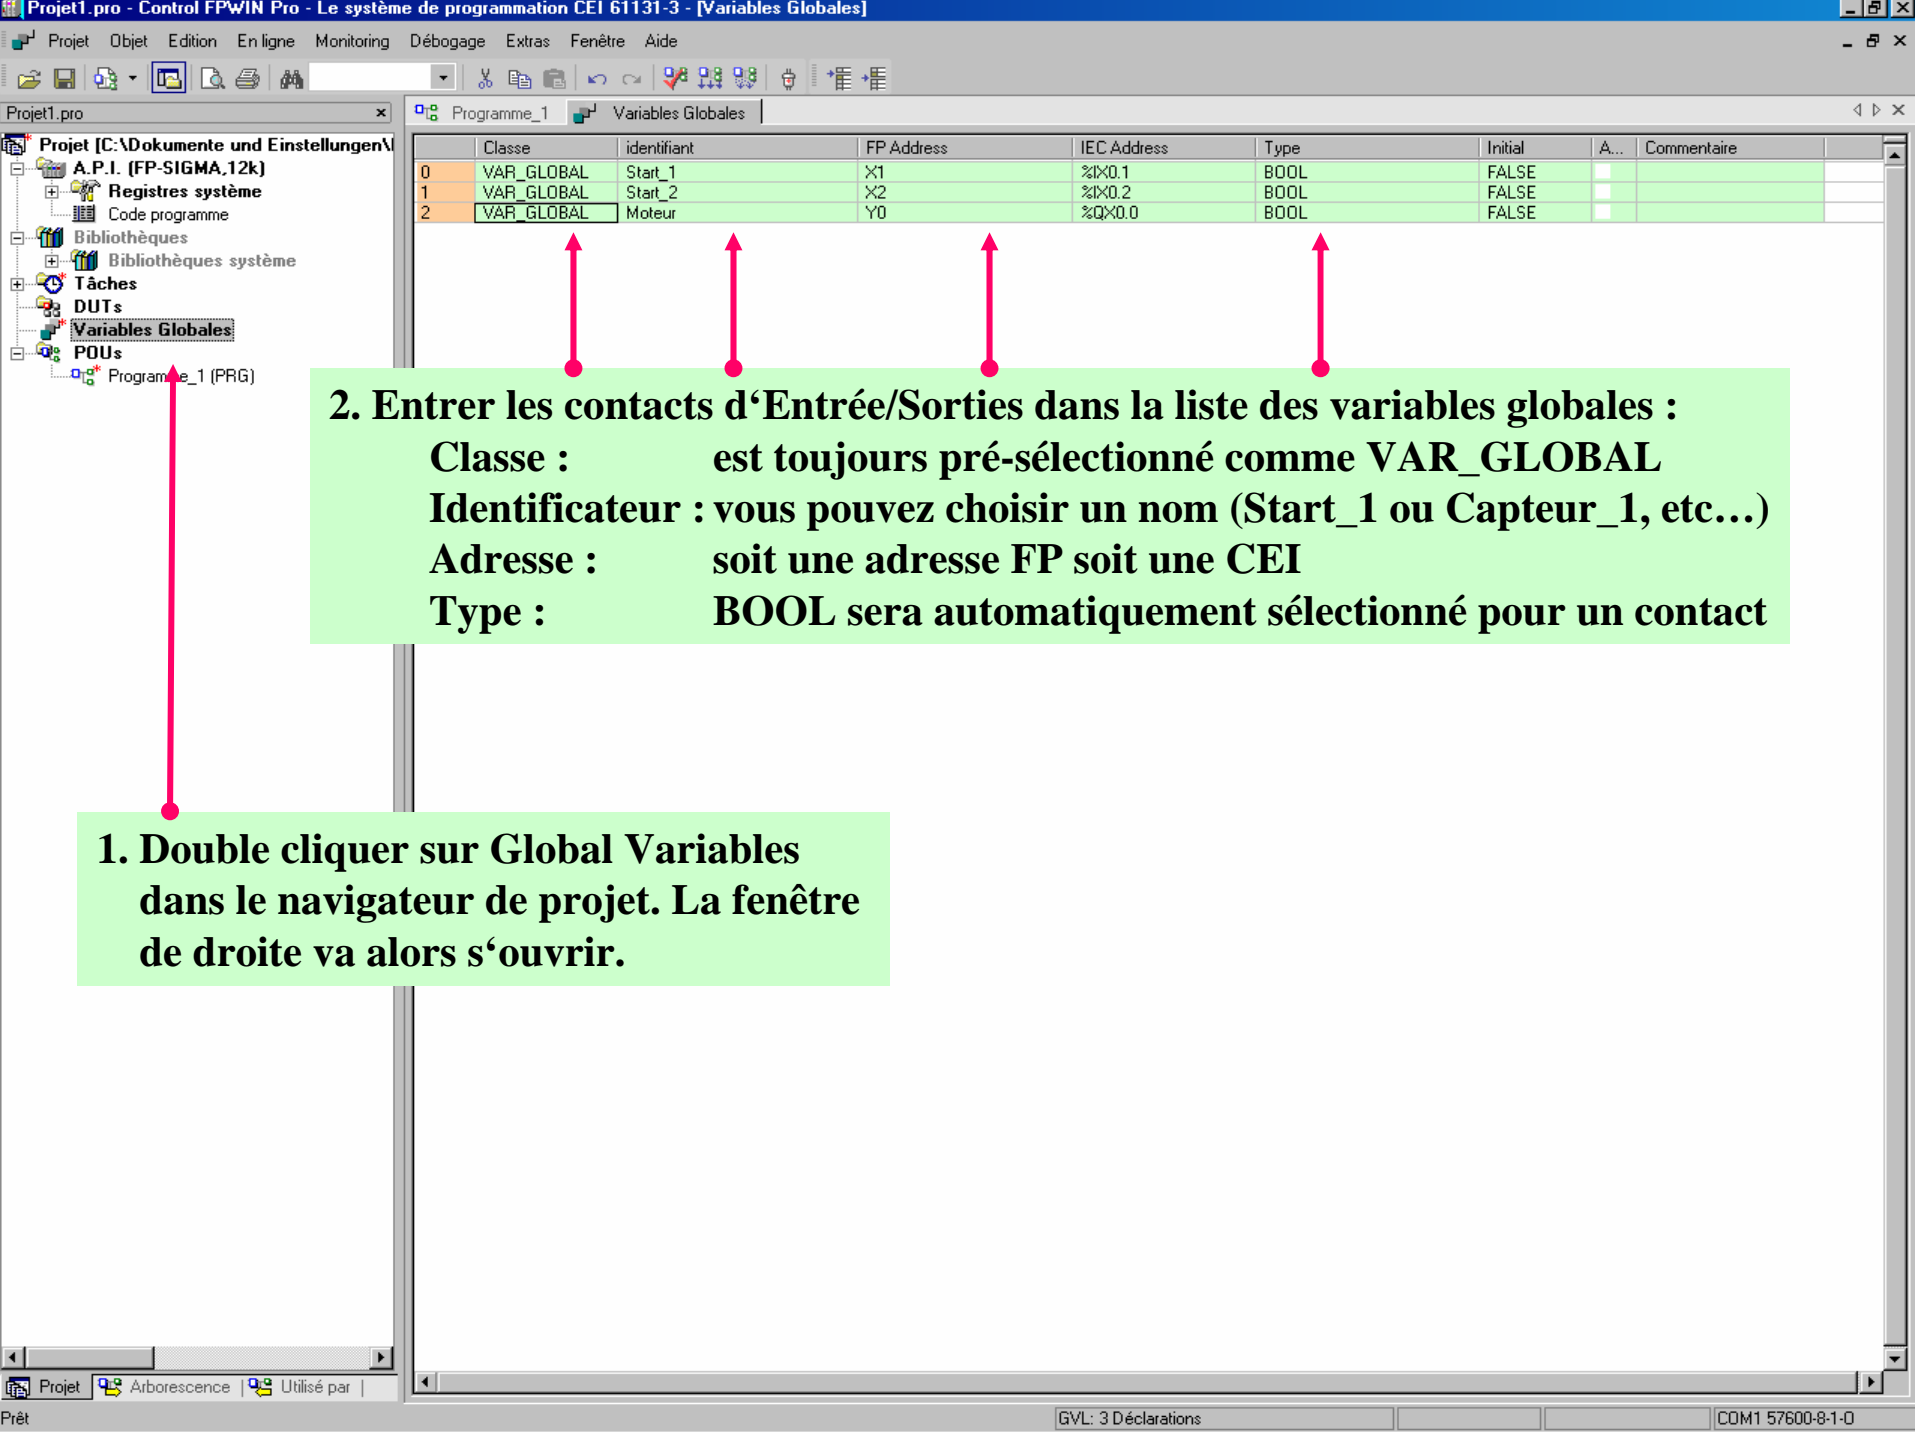 Projet1.pro - Control FPWIN Pro - Le système de programmation CEI 61131-3 - [Variables Globales]
Projet Objet Edition En ligne Monitoring Débogage Extras Fenêtre Aide
Projet1.pro
Programme_1 Variables Globales
Projet [C:\Dokumente und Einstellungen\
A.P.I. (FP-SIGMA,12k)
Registres système
Code programme
Bibliothèques
Bibliothèques système
Tâches
DUTs
Variables Globales
POUs
Programme_1 (PRG)
Classe identifiant FP Address IEC Address Type Initial A... Commentaire
0 VAR_GLOBAL Start_1 X1 %IX0.1 BOOL FALSE
1 VAR_GLOBAL Start_2 X2 %IX0.2 BOOL FALSE
2 VAR_GLOBAL Moteur Y0 %QX0.0 BOOL FALSE
2. Entrer les contacts d‘Entrée/Sorties dans la liste des variables globales :
Classe : est toujours pré-sélectionné comme VAR_GLOBAL
Identificateur : vous pouvez choisir un nom (Start_1 ou Capteur_1, etc…)
Adresse : soit une adresse FP soit une CEI
Type : BOOL sera automatiquement sélectionné pour un contact
1. Double cliquer sur Global Variables
dans le navigateur de projet. La fenêtre
de droite va alors s‘ouvrir.
Projet Arborescence Utilisé par
Prêt GVL: 3 Déclarations COM1 57600-8-1-O